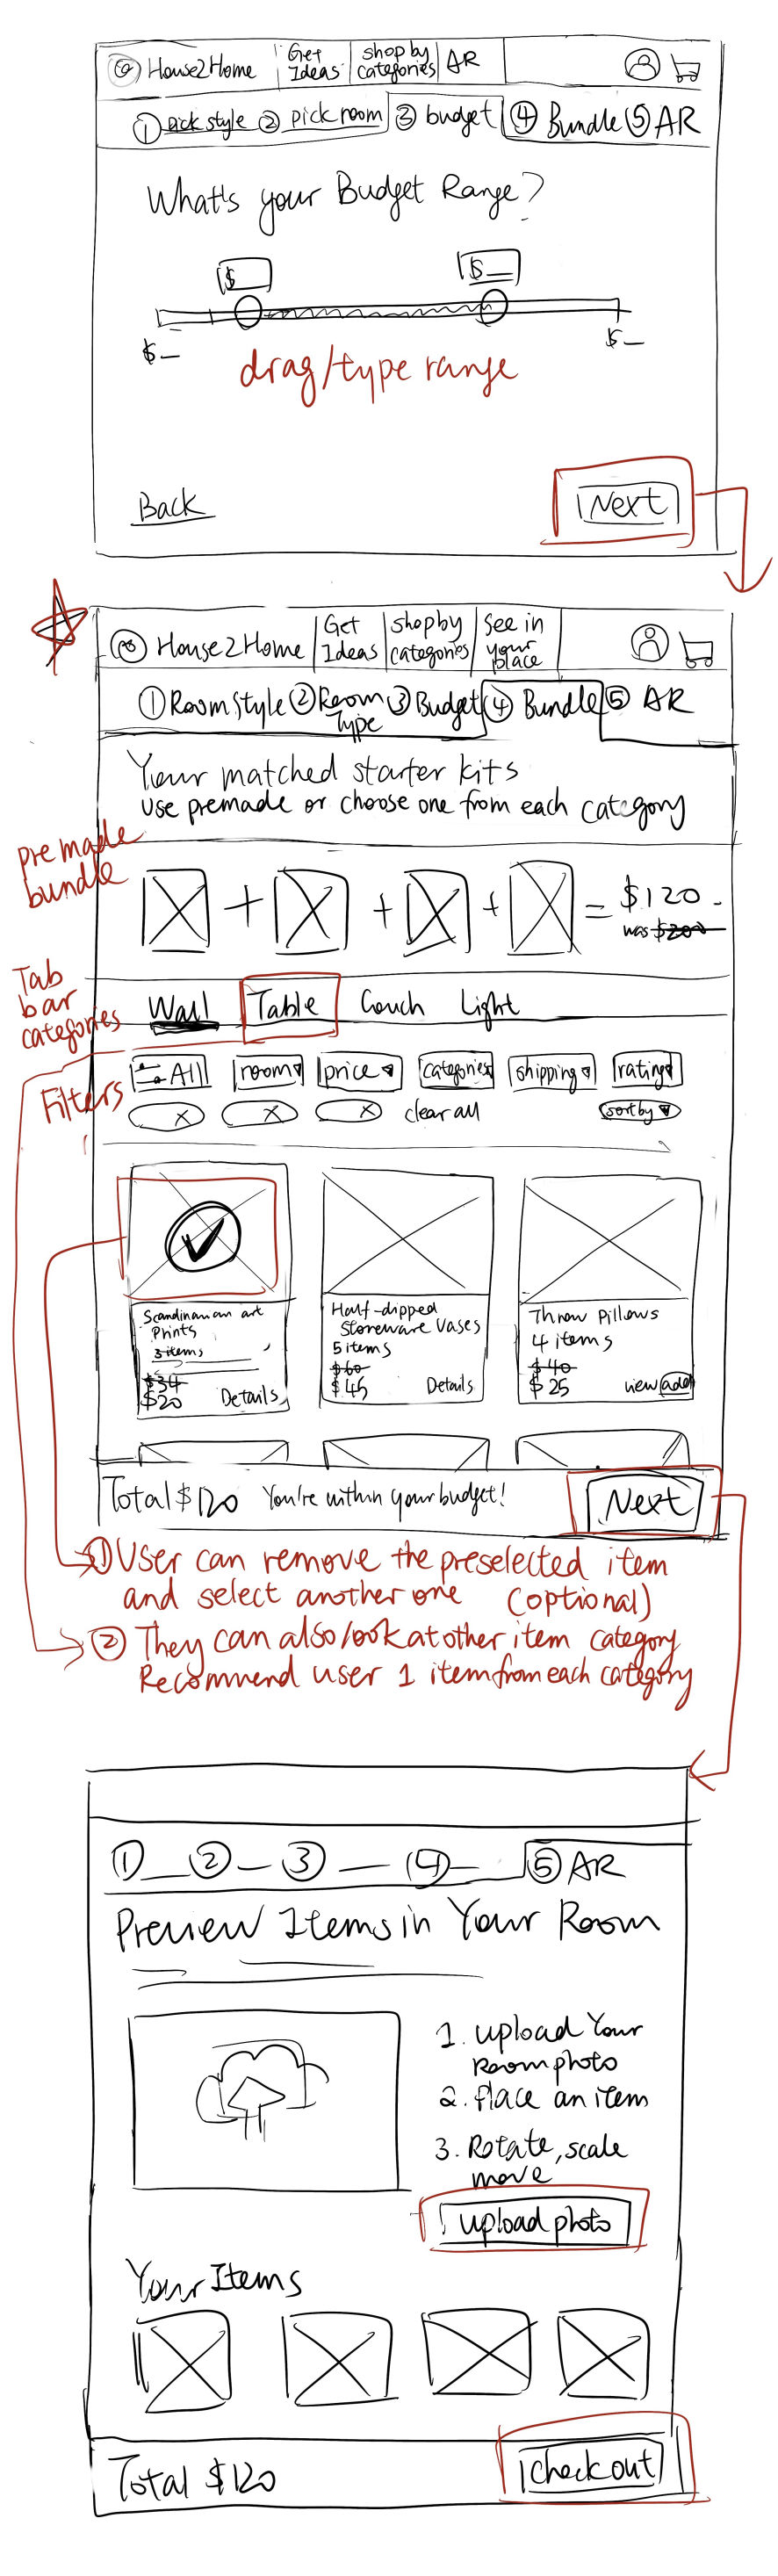 House2Home
Get
Ideas
shop by
categories
AR
① pick style ② pick room ③ budget ④ Bundle ⑤ AR
What's your Budget Range?
$
$_
$_
$_
drag/type range
Back
Next
House2Home
Get
Ideas
shop by
categories
See in
your
place
① Room Style ② Room
Type
③ Budget ④ Bundle ⑤ AR
Your matched starter kits
use premade or choose one from each category
premade
bundle
+ + + = $120
was $200
Tab
bar
categories
Wall Table Couch Light
Filters
All room price categories shipping rating
x x x clear all sort by
Scandinavian art
Prints
3 items
$34
$20 Details
Half-dipped
Storeware Vases
5 items
$60
$45 Details
Throw Pillows
4 items
$40
$25 view add
Total $120 You're within your budget! Next
① User can remove the preselected item
and select another one (optional)
② They can also look at other item category
Recommend user 1 item from each category
① ② ③ ④ ⑤ AR
Preview Items in Your Room
1. upload Your
Room photo
2. Place an item
3. Rotate, scale
move
upload photo
Your Items
Total $120 check out